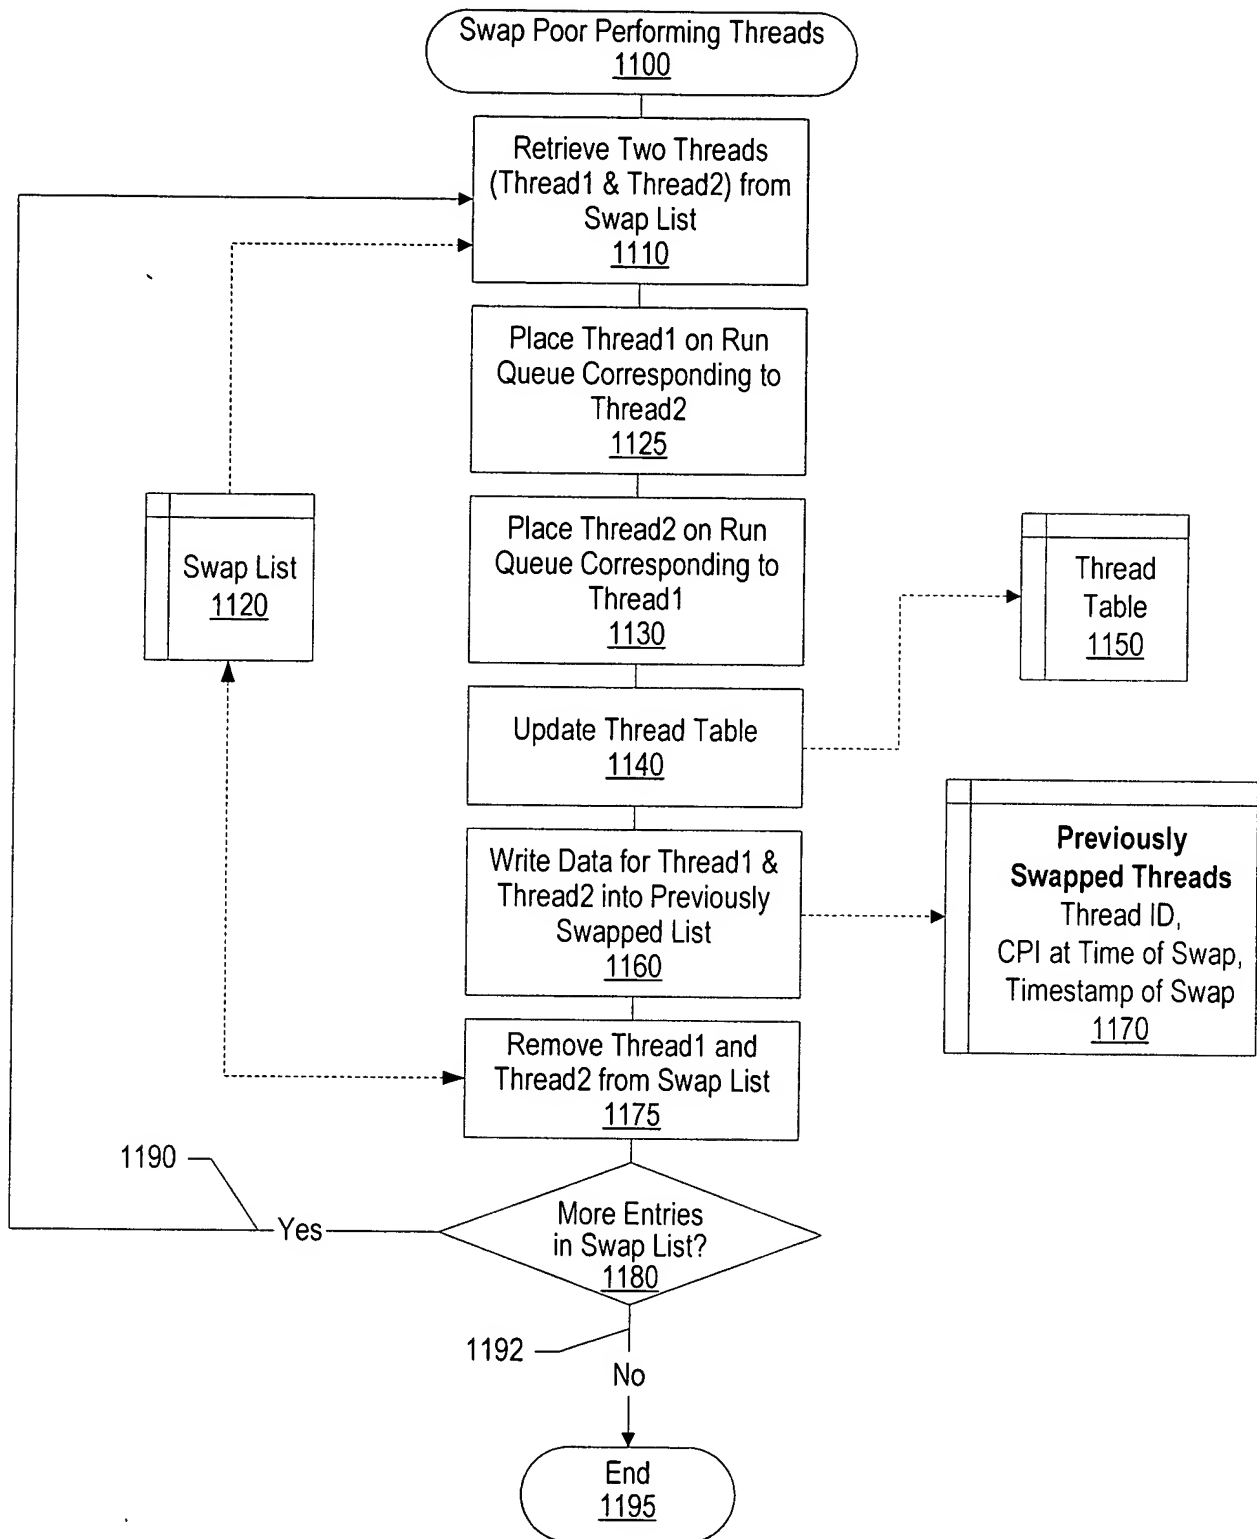 Swap Poor Performing Threads
1100
Retrieve Two Threads
(Thread1 & Thread2) from
Swap List
1110
Place Thread1 on Run
Queue Corresponding to
Thread2
1125
Place Thread2 on Run
Queue Corresponding to
Thread1
1130
Swap List
1120
Thread
Table
1150
Update Thread Table
1140
Write Data for Thread1 &
Thread2 into Previously
Swapped List
1160
Previously
Swapped Threads
Thread ID,
CPI at Time of Swap,
Timestamp of Swap
1170
Remove Thread1 and
Thread2 from Swap List
1175
1190
Yes
More Entries
in Swap List?
1180
1192
No
End
1195